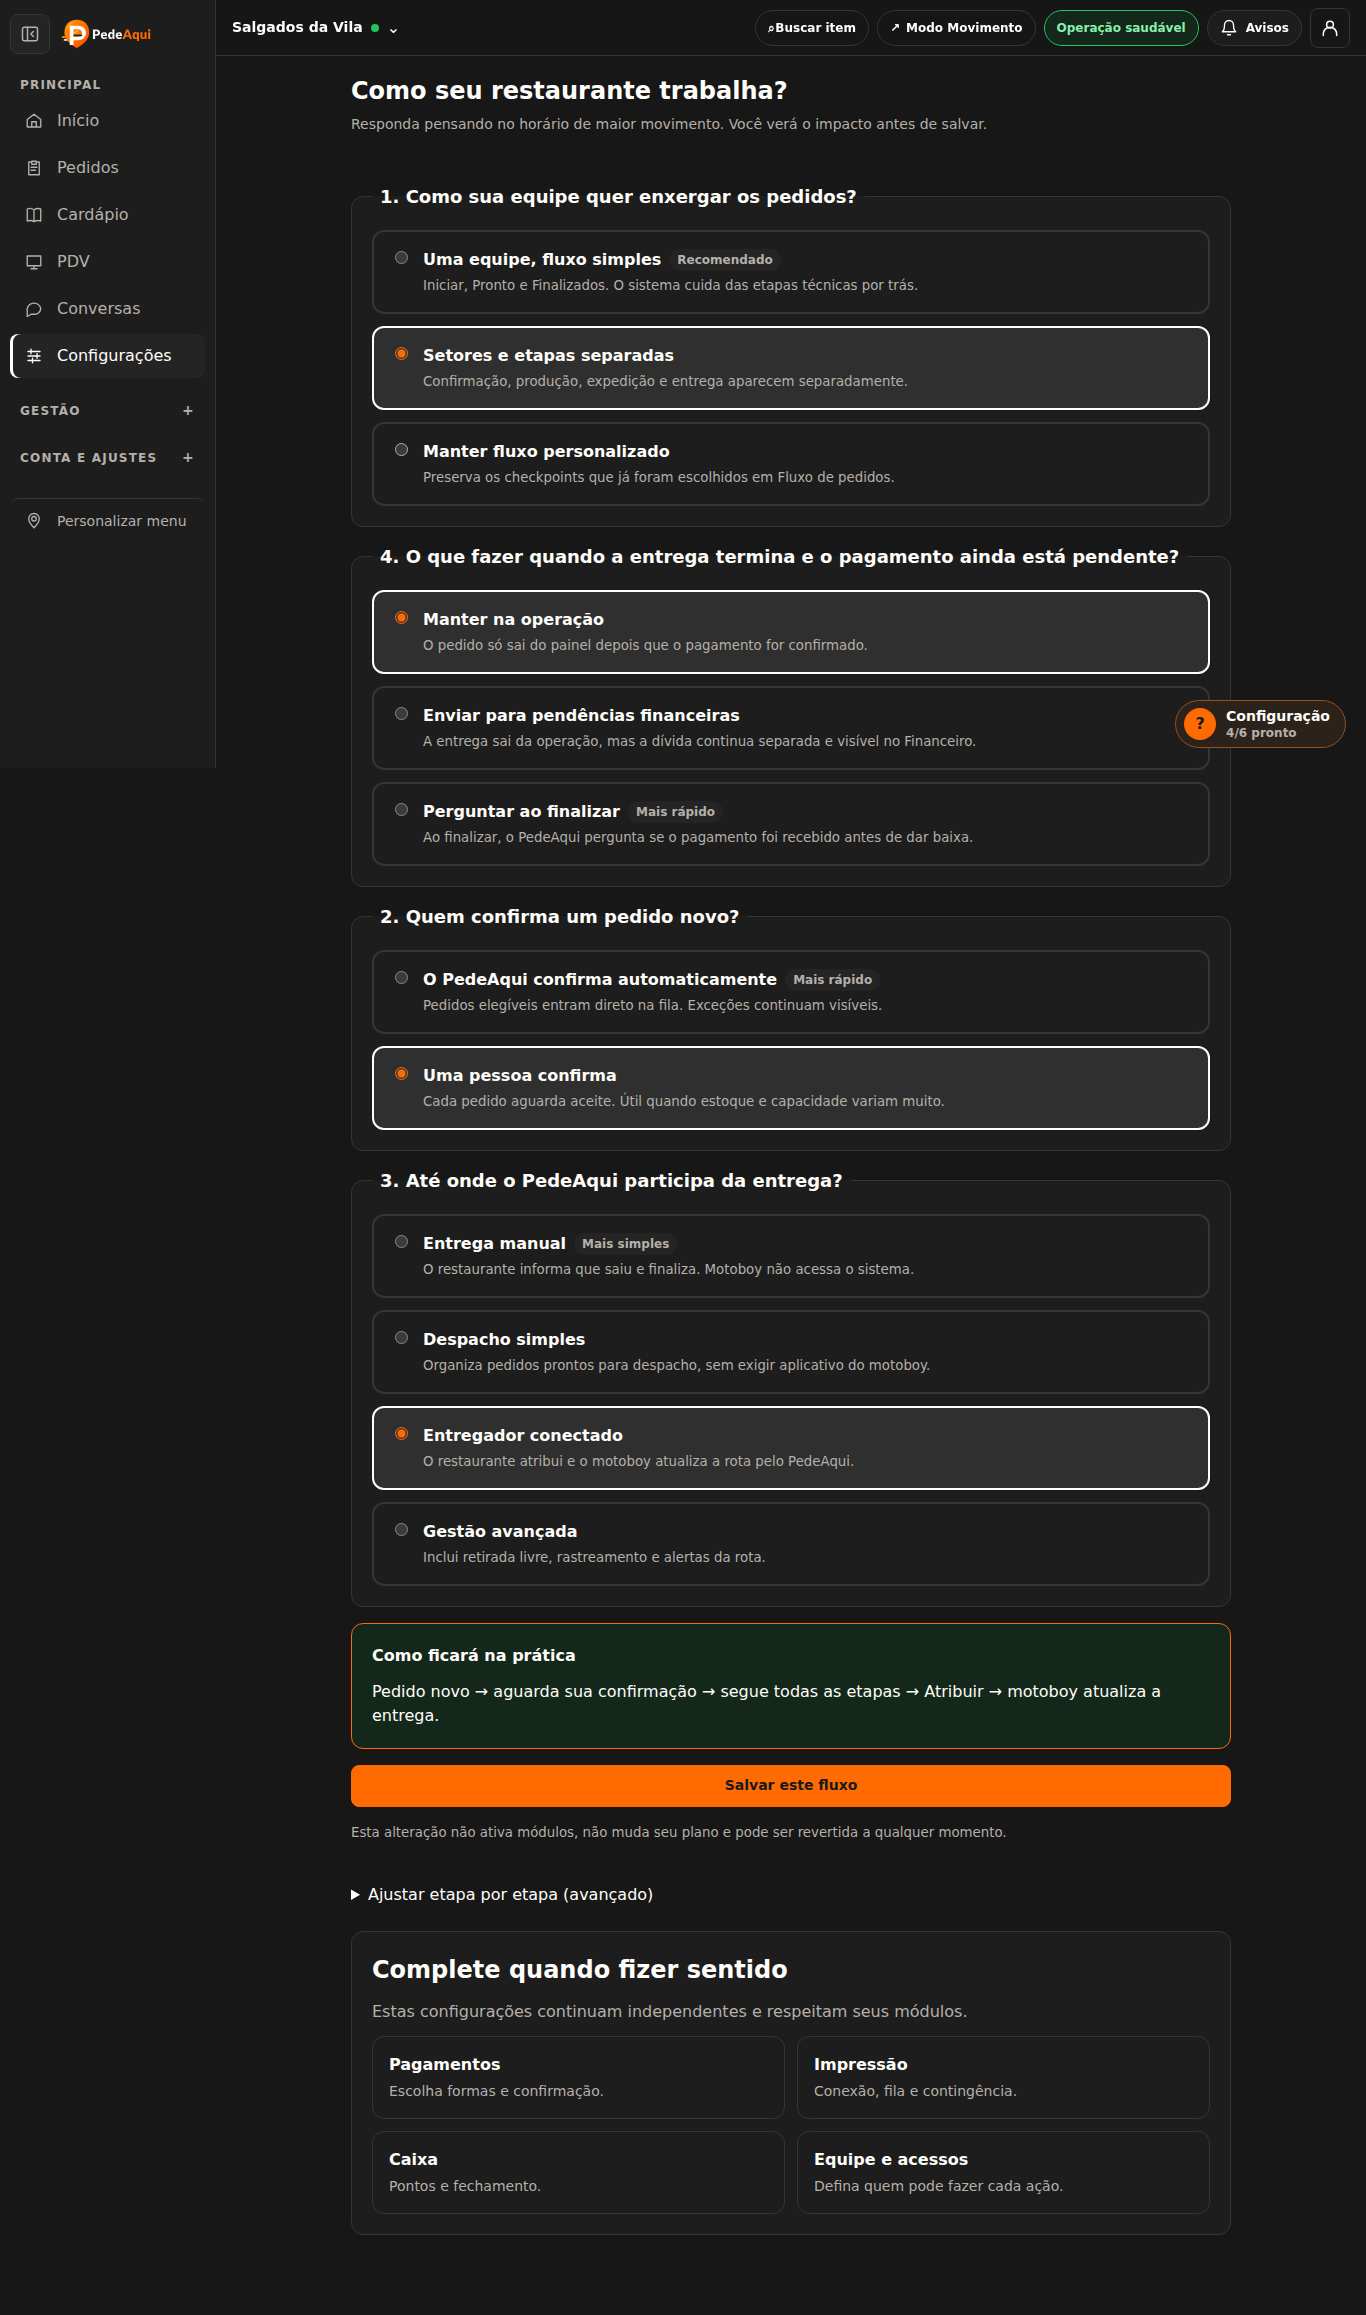 PedeAqui
PRINCIPAL
Início
Pedidos
Cardápio
PDV
Conversas
Configurações
GESTÃO +
CONTA E AJUSTES +
Personalizar menu
Salgados da Vila
Buscar item
↗ Modo Movimento
Operação saudável
Avisos
Como seu restaurante trabalha?
Responda pensando no horário de maior movimento. Você verá o impacto antes de salvar.
1. Como sua equipe quer enxergar os pedidos?
Uma equipe, fluxo simples Recomendado
Iniciar, Pronto e Finalizados. O sistema cuida das etapas técnicas por trás.
Setores e etapas separadas
Confirmação, produção, expedição e entrega aparecem separadamente.
Manter fluxo personalizado
Preserva os checkpoints que já foram escolhidos em Fluxo de pedidos.
4. O que fazer quando a entrega termina e o pagamento ainda está pendente?
Manter na operação
O pedido só sai do painel depois que o pagamento for confirmado.
Enviar para pendências financeiras
A entrega sai da operação, mas a dívida continua separada e visível no Financeiro.
Perguntar ao finalizar Mais rápido
Ao finalizar, o PedeAqui pergunta se o pagamento foi recebido antes de dar baixa.
? Configuração
4/6 pronto
2. Quem confirma um pedido novo?
O PedeAqui confirma automaticamente Mais rápido
Pedidos elegíveis entram direto na fila. Exceções continuam visíveis.
Uma pessoa confirma
Cada pedido aguarda aceite. Útil quando estoque e capacidade variam muito.
3. Até onde o PedeAqui participa da entrega?
Entrega manual Mais simples
O restaurante informa que saiu e finaliza. Motoboy não acessa o sistema.
Despacho simples
Organiza pedidos prontos para despacho, sem exigir aplicativo do motoboy.
Entregador conectado
O restaurante atribui e o motoboy atualiza a rota pelo PedeAqui.
Gestão avançada
Inclui retirada livre, rastreamento e alertas da rota.
Como ficará na prática
Pedido novo → aguarda sua confirmação → segue todas as etapas → Atribuir → motoboy atualiza a
entrega.
Salvar este fluxo
Esta alteração não ativa módulos, não muda seu plano e pode ser revertida a qualquer momento.
Ajustar etapa por etapa (avançado)
Complete quando fizer sentido
Estas configurações continuam independentes e respeitam seus módulos.
Pagamentos
Escolha formas e confirmação.
Impressão
Conexão, fila e contingência.
Caixa
Pontos e fechamento.
Equipe e acessos
Defina quem pode fazer cada ação.